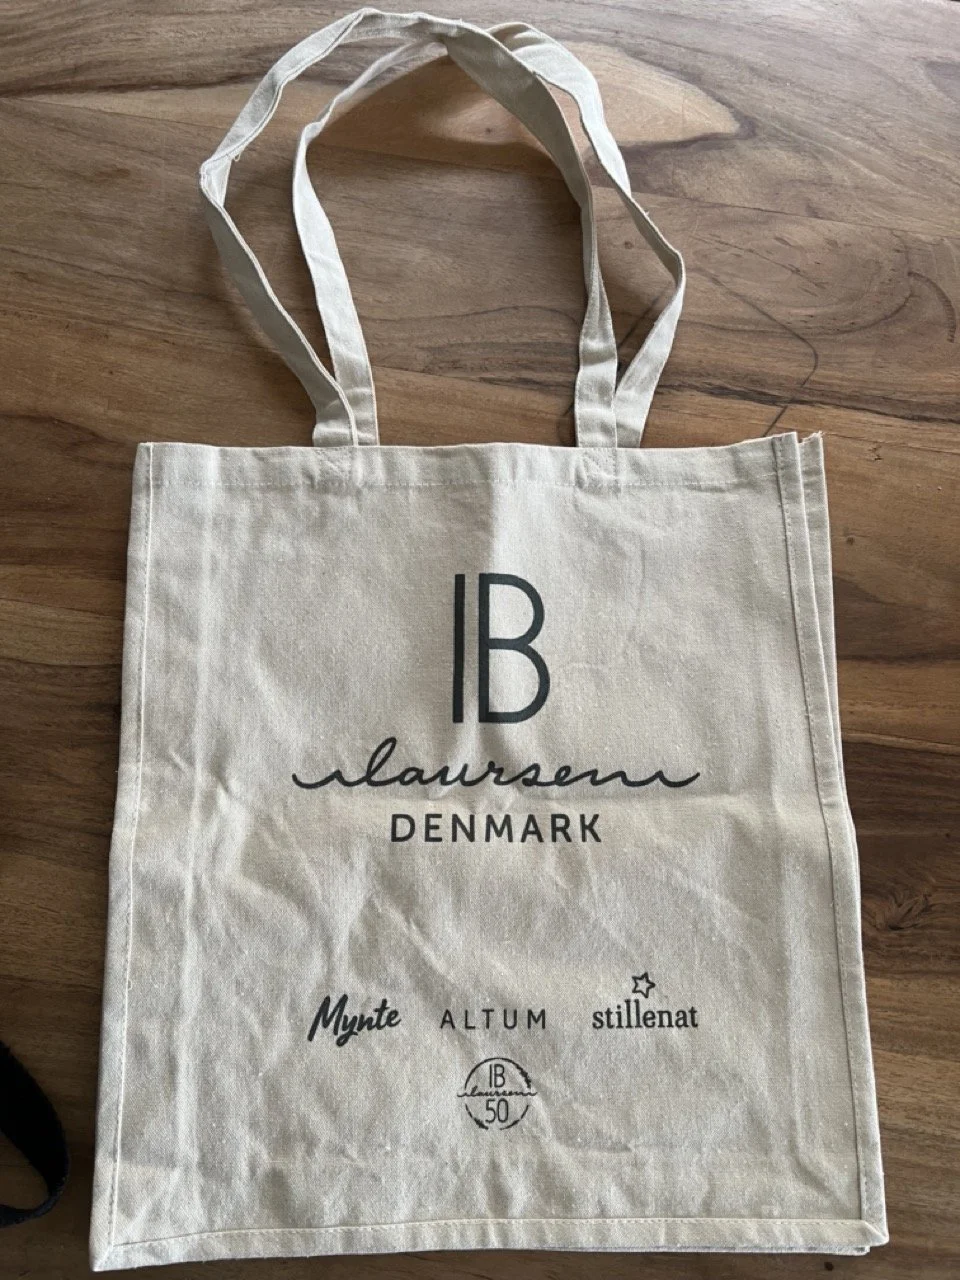 IB
laursen
DENMARK
Mynte ALTUM stillenat
IB
laursen
50